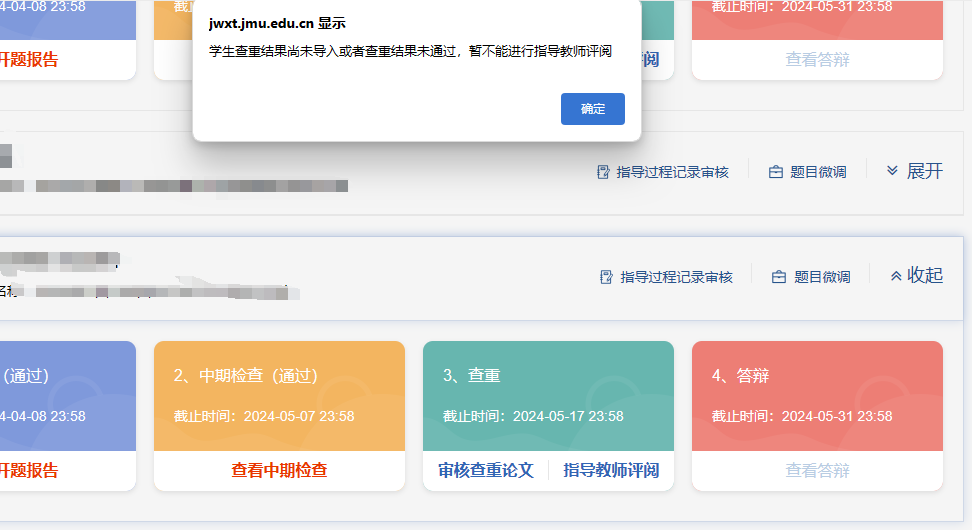 4-04-08 23:58
截止时间：2024-05-31 23:58
jwxt.jmu.edu.cn 显示
学生查重结果尚未导入或者查重结果未通过，暂不能进行指导教师评阅
确定
开题报告
阅
查看答辩
指导过程记录审核 题目微调 展开
指导过程记录审核 题目微调 收起
（通过）
4-04-08 23:58
开题报告
2、中期检查（通过）
截止时间：2024-05-07 23:58
查看中期检查
3、查重
截止时间：2024-05-17 23:58
审核查重论文 指导教师评阅
4、答辩
截止时间：2024-05-31 23:58
查看答辩